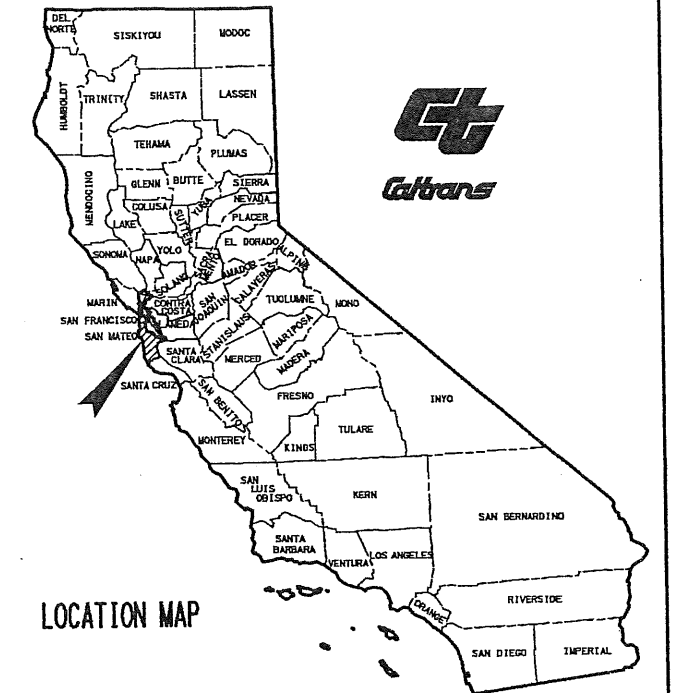 DEL
NORTE
SISKIYOU
MODOC
HUMBOLDT
TRINITY
SHASTA
LASSEN
TEHAMA
PLUMAS
MENDOCINO
GLENN
BUTTE
SIERRA
COLUSA
YUBA
NEVADA
LAKE
SUTTER
PLACER
SONOMA
NAPA
YOLO
EL DORADO
ALPINE
SOLANO
AMADOR
CALAVERAS
MARIN
CONTRA
COSTA
SAN
JOAQUIN
TUOLUMNE
MONO
SAN FRANCISCO
ALAMEDA
SAN MATEO
SANTA
CLARA
STANISLAUS
MARIPOSA
MERCED
MADERA
SANTA CRUZ
SAN BENITOS
FRESNO
INYO
MONTEREY
KINGS
TULARE
SAN
LUIS
OBISPO
KERN
SAN BERNARDINO
SANTA
BARBARA
VENTURA
LOS ANGELES
ORANGE
RIVERSIDE
SAN DIEGO
IMPERIAL
ct
Caltrans
LOCATION MAP